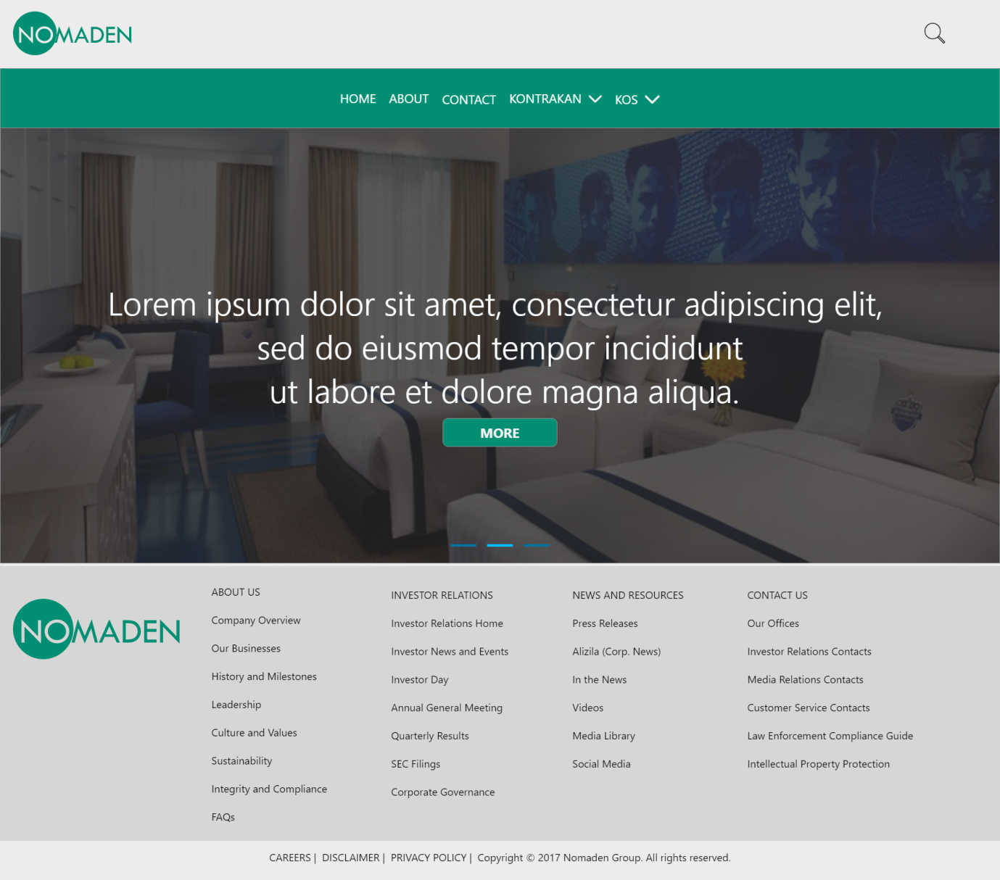 NOMADEN
HOME ABOUT CONTACT KONTRAKAN KOS
Lorem ipsum dolor sit amet, consectetur adipiscing elit,
sed do eiusmod tempor incididunt
ut labore et dolore magna aliqua.
MORE
NOMADEN
ABOUT US
Company Overview
Our Businesses
History and Milestones
Leadership
Culture and Values
Sustainability
Integrity and Compliance
FAQs
INVESTOR RELATIONS
Investor Relations Home
Investor News and Events
Investor Day
Annual General Meeting
Quarterly Results
SEC Filings
Corporate Governance
NEWS AND RESOURCES
Press Releases
Alizila (Corp. News)
In the News
Videos
Media Library
Social Media
CONTACT US
Our Offices
Investor Relations Contacts
Media Relations Contacts
Customer Service Contacts
Law Enforcement Compliance Guide
Intellectual Property Protection
CAREERS | DISCLAIMER | PRIVACY POLICY | Copyright © 2017 Nomaden Group. All rights reserved.